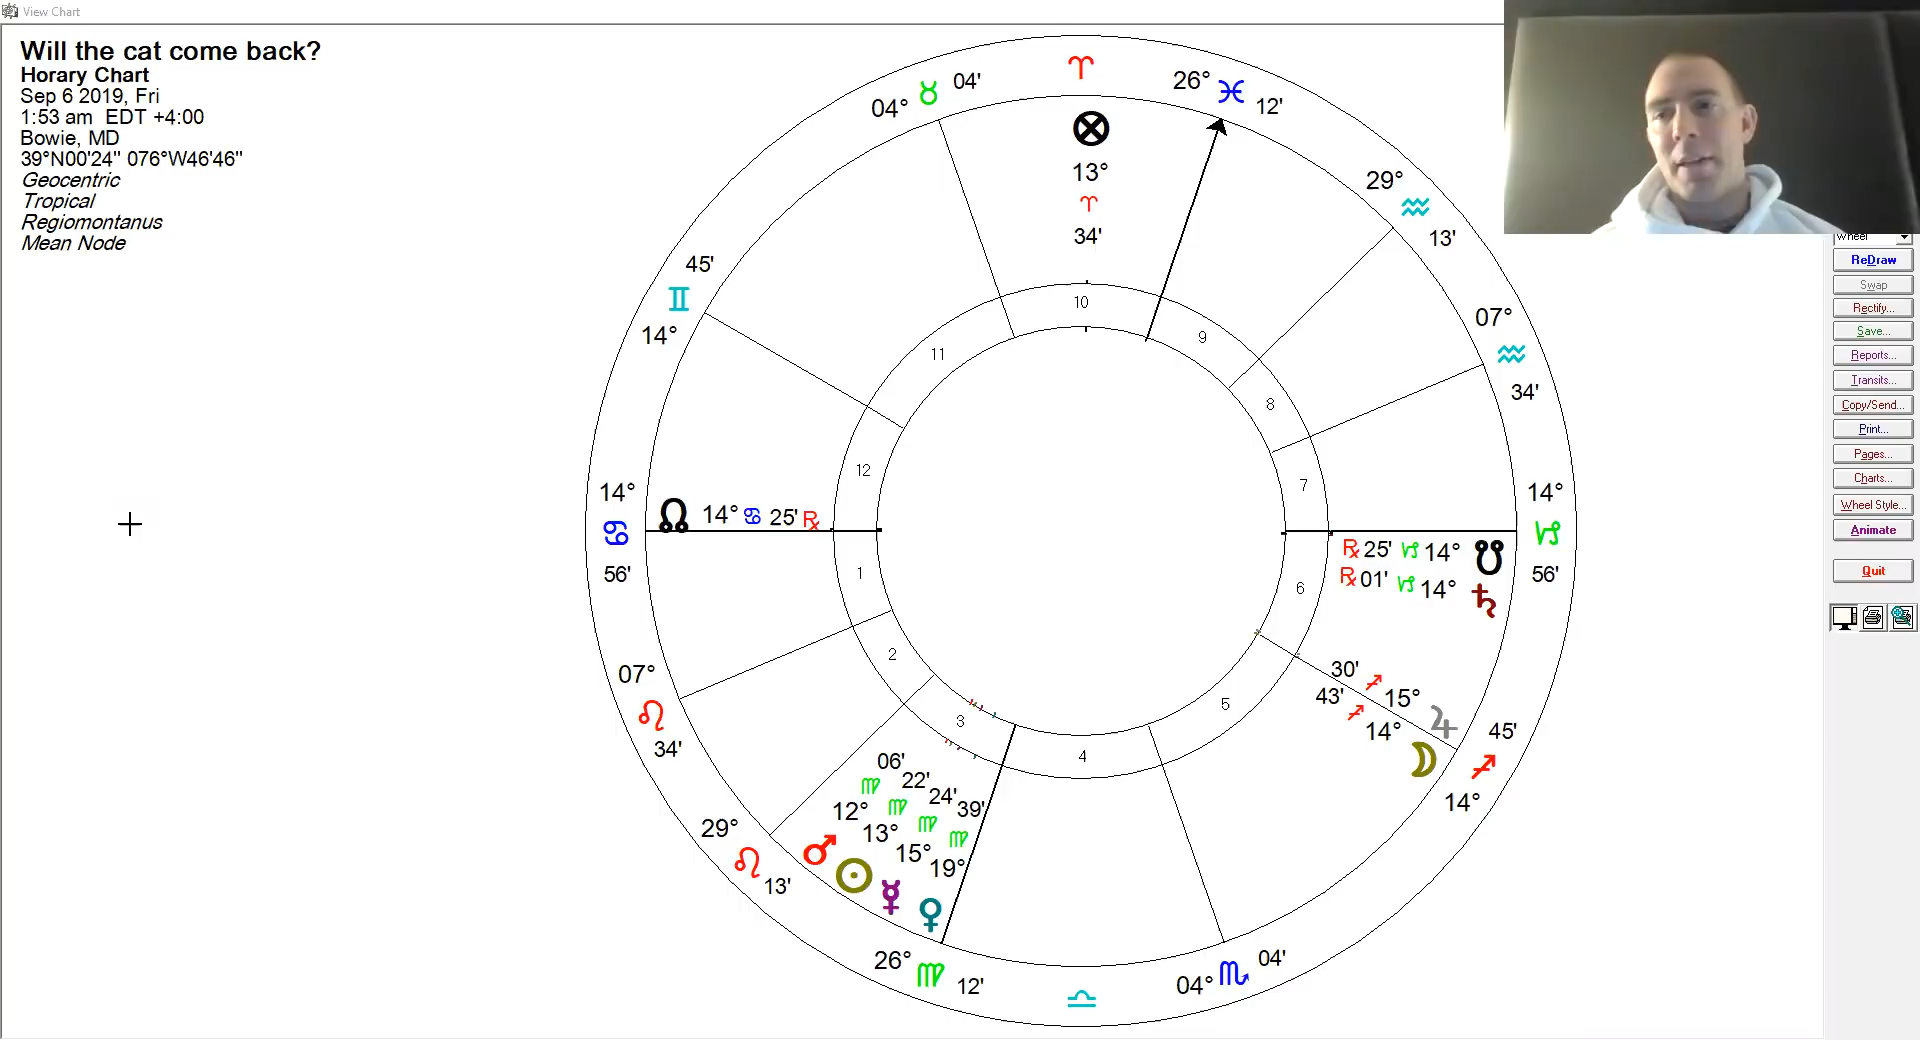 View Chart
Will the cat come back?
Horary Chart
Sep 6 2019, Fri
1:53 am EDT +4:00
Bowie, MD
39°N00'24" 076°W46'46"
Geocentric
Tropical
Regiomontanus
Mean Node
04° ♉ 04'
♈
26° ♓ 12'
29° ♒ 13'
07° ♒ 34'
14° ♑ 56'
45' ♐ 14°
04° ♏ 04'
♎
26° ♍ 12'
29° ♌ 13'
07° ♌ 34'
14° ♋ 56'
45' ♊ 14°
⊗ 13° ♈ 34'
☊ 14° ♋ 25' ℞
℞ 25' ♑ 14° ☋
℞ 01' ♑ 14° ♄
30' ♐ 15° ♃
43' ♐ 14° ☽
06' ♍ 12° ♂
22' ♍ 13° ☉
24' ♍ 15° ☿
39' ♍ 19° ♀
1
2
3
4
5
6
7
8
9
10
11
12
Wheel
ReDraw
Swap
Rectify...
Save...
Reports...
Transits...
Copy/Send...
Print...
Pages...
Charts...
Wheel Style...
Animate
Quit